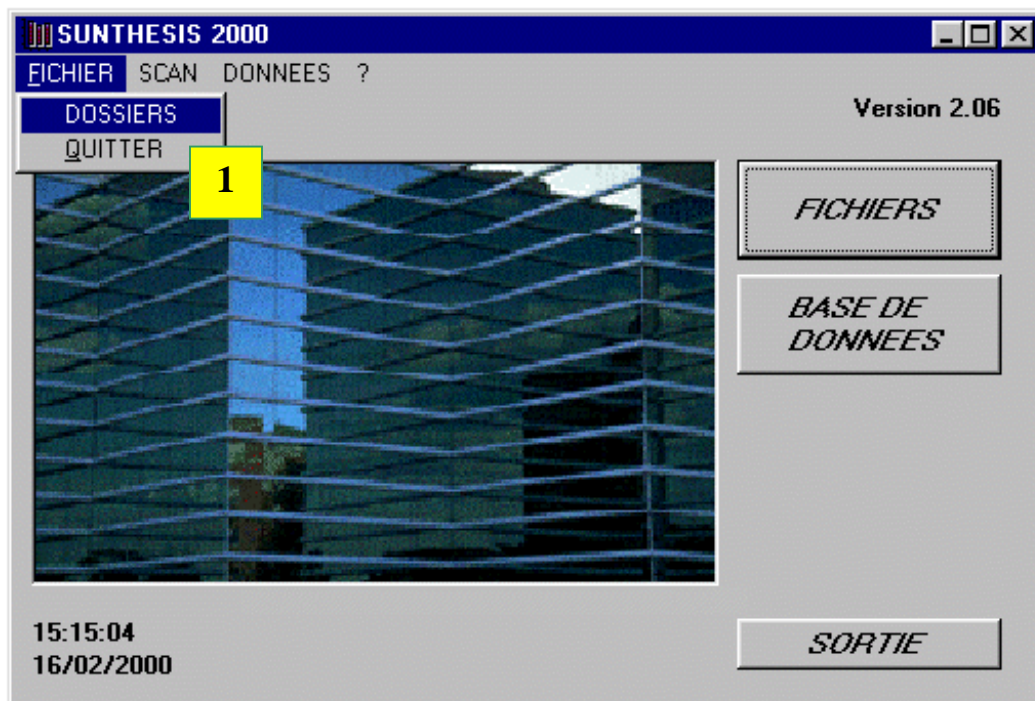 SUNTHESIS 2000
FICHIER SCAN DONNEES ?
DOSSIERS
QUITTER
Version 2.06
1
FICHIERS
BASE DE
DONNEES
15:15:04
16/02/2000
SORTIE